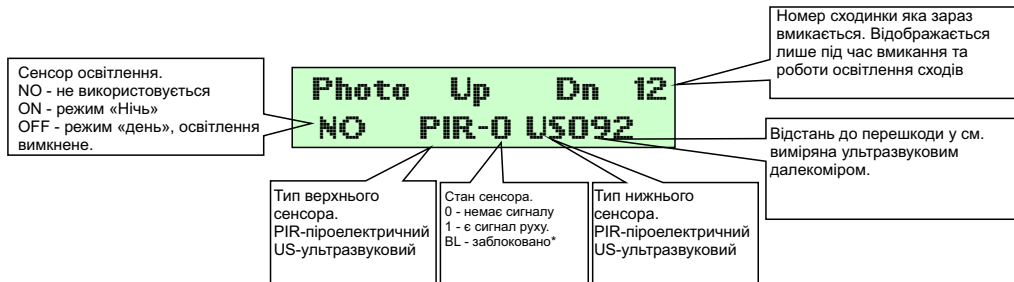 Номер сходинки яка зараз
вмикається. Відображається
лише під час вмикання та
роботи освітлення сходів
Сенсор освітлення.
NO - не використовується
ON - режим «Нічь»
OFF - режим «день», освітлення
вимкнене.
Photo Up Dn 12
NO PIR-0 US092
Відстань до перешкоди у см.
виміряна ультразвуковим
далекоміром.
Тип верхнього
сенсора.
PIR-піроелектричний
US-ультразвуковий
Стан сенсора.
0 - немає сигналу
1 - є сигнал руху.
BL - заблоковано*
Тип нижнього
сенсора.
PIR-піроелектричний
US-ультразвуковий